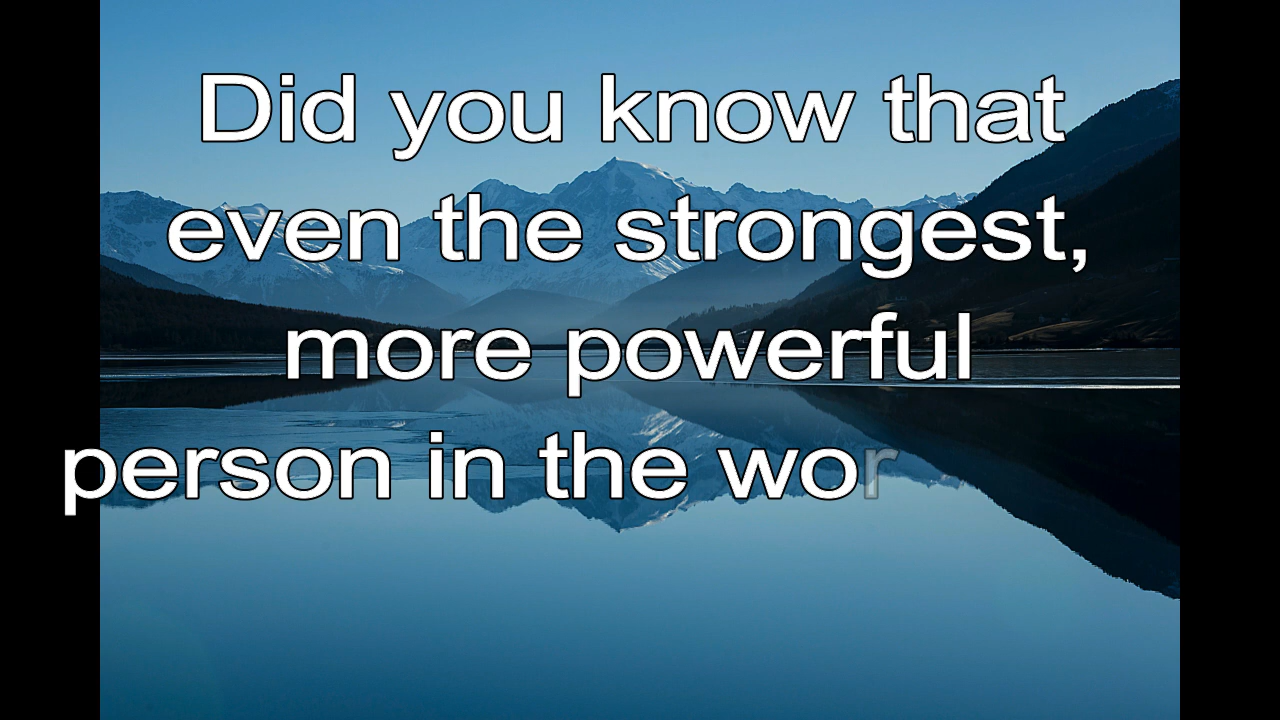 Did you know that
even the strongest,
more powerful
person in the wor